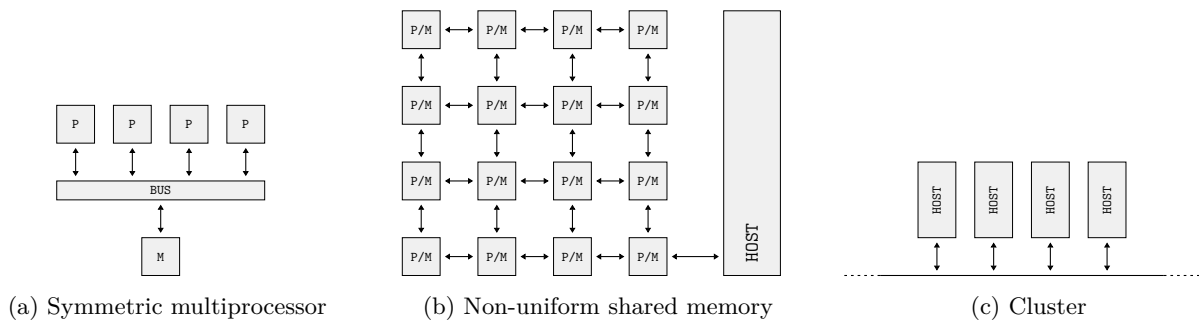 P P P P
BUS
M
(a) Symmetric multiprocessor
P/M P/M P/M P/M
P/M P/M P/M P/M
P/M P/M P/M P/M
P/M P/M P/M P/M
HOST
(b) Non-uniform shared memory
HOST HOST HOST HOST
(c) Cluster